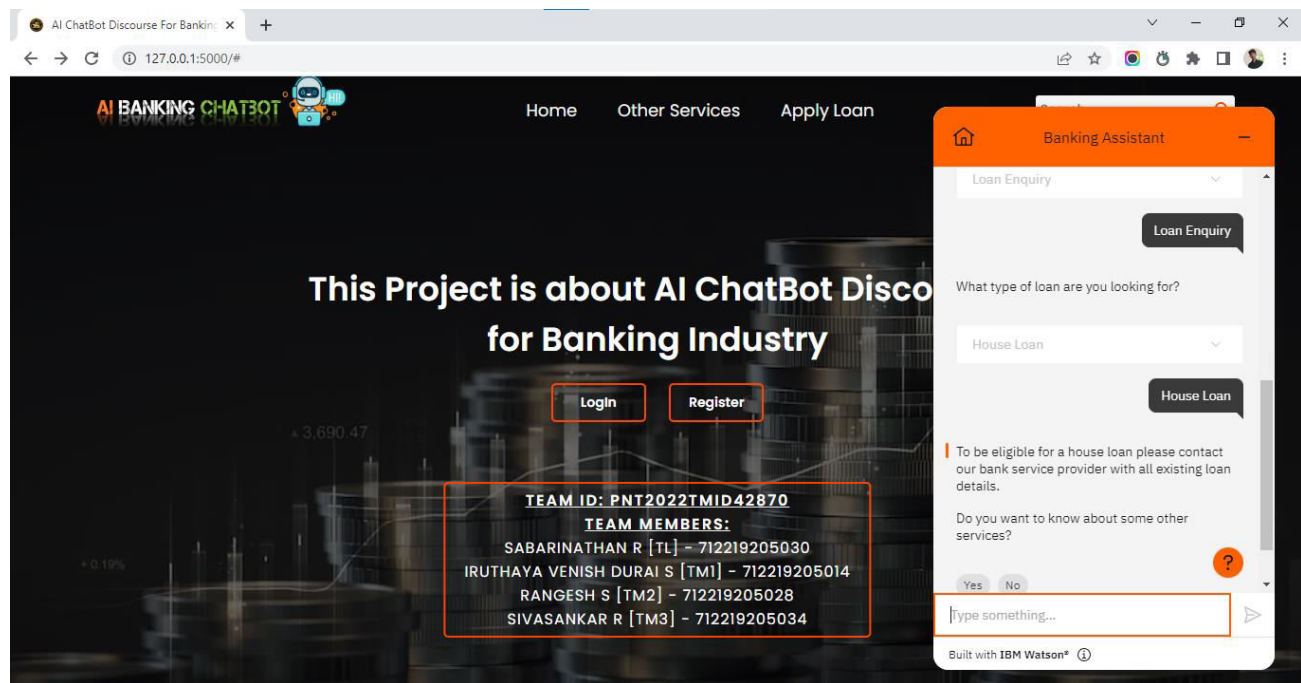 AI ChatBot Discourse For Banking
127.0.0.1:5000/#
AI BANKING CHATBOT
HI!
Home Other Services Apply Loan
This Project is about AI ChatBot Disco
for Banking Industry
LogIn Register
3,690.47
+0.19%
TEAM ID: PNT2022TMID42870
TEAM MEMBERS:
SABARINATHAN R [TL] - 712219205030
IRUTHAYA VENISH DURAI S [TM1] - 712219205014
RANGESH S [TM2] - 712219205028
SIVASANKAR R [TM3] - 712219205034
Banking Assistant
Loan Enquiry
Loan Enquiry
What type of loan are you looking for?
House Loan
House Loan
To be eligible for a house loan please contact
our bank service provider with all existing loan
details.
Do you want to know about some other
services?
?
Yes No
Type something...
Built with IBM Watson®